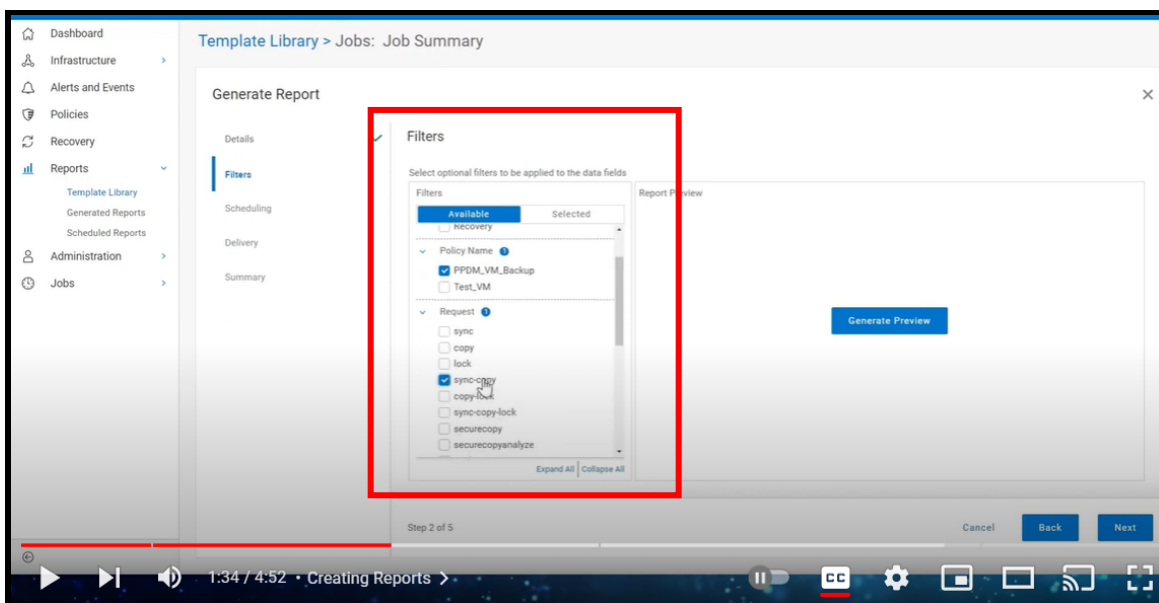 Dashboard
Infrastructure
Alerts and Events
Policies
Recovery
Reports
Template Library
Generated Reports
Scheduled Reports
Administration
Jobs
Template Library > Jobs: Job Summary
Generate Report
Details
Filters
Scheduling
Delivery
Summary
Filters
Select optional filters to be applied to the data fields
Filters
Available Selected
Recovery
Policy Name 1
PPDM_VM_Backup
Test_VM
Request 1
sync
copy
lock
sync-copy
copy-lock
sync-copy-lock
securecopy
securecopyanalyze
Expand All Collapse All
Report Preview
Generate Preview
Step 2 of 5
Cancel Back Next
1:34 / 4:52 • Creating Reports
CC